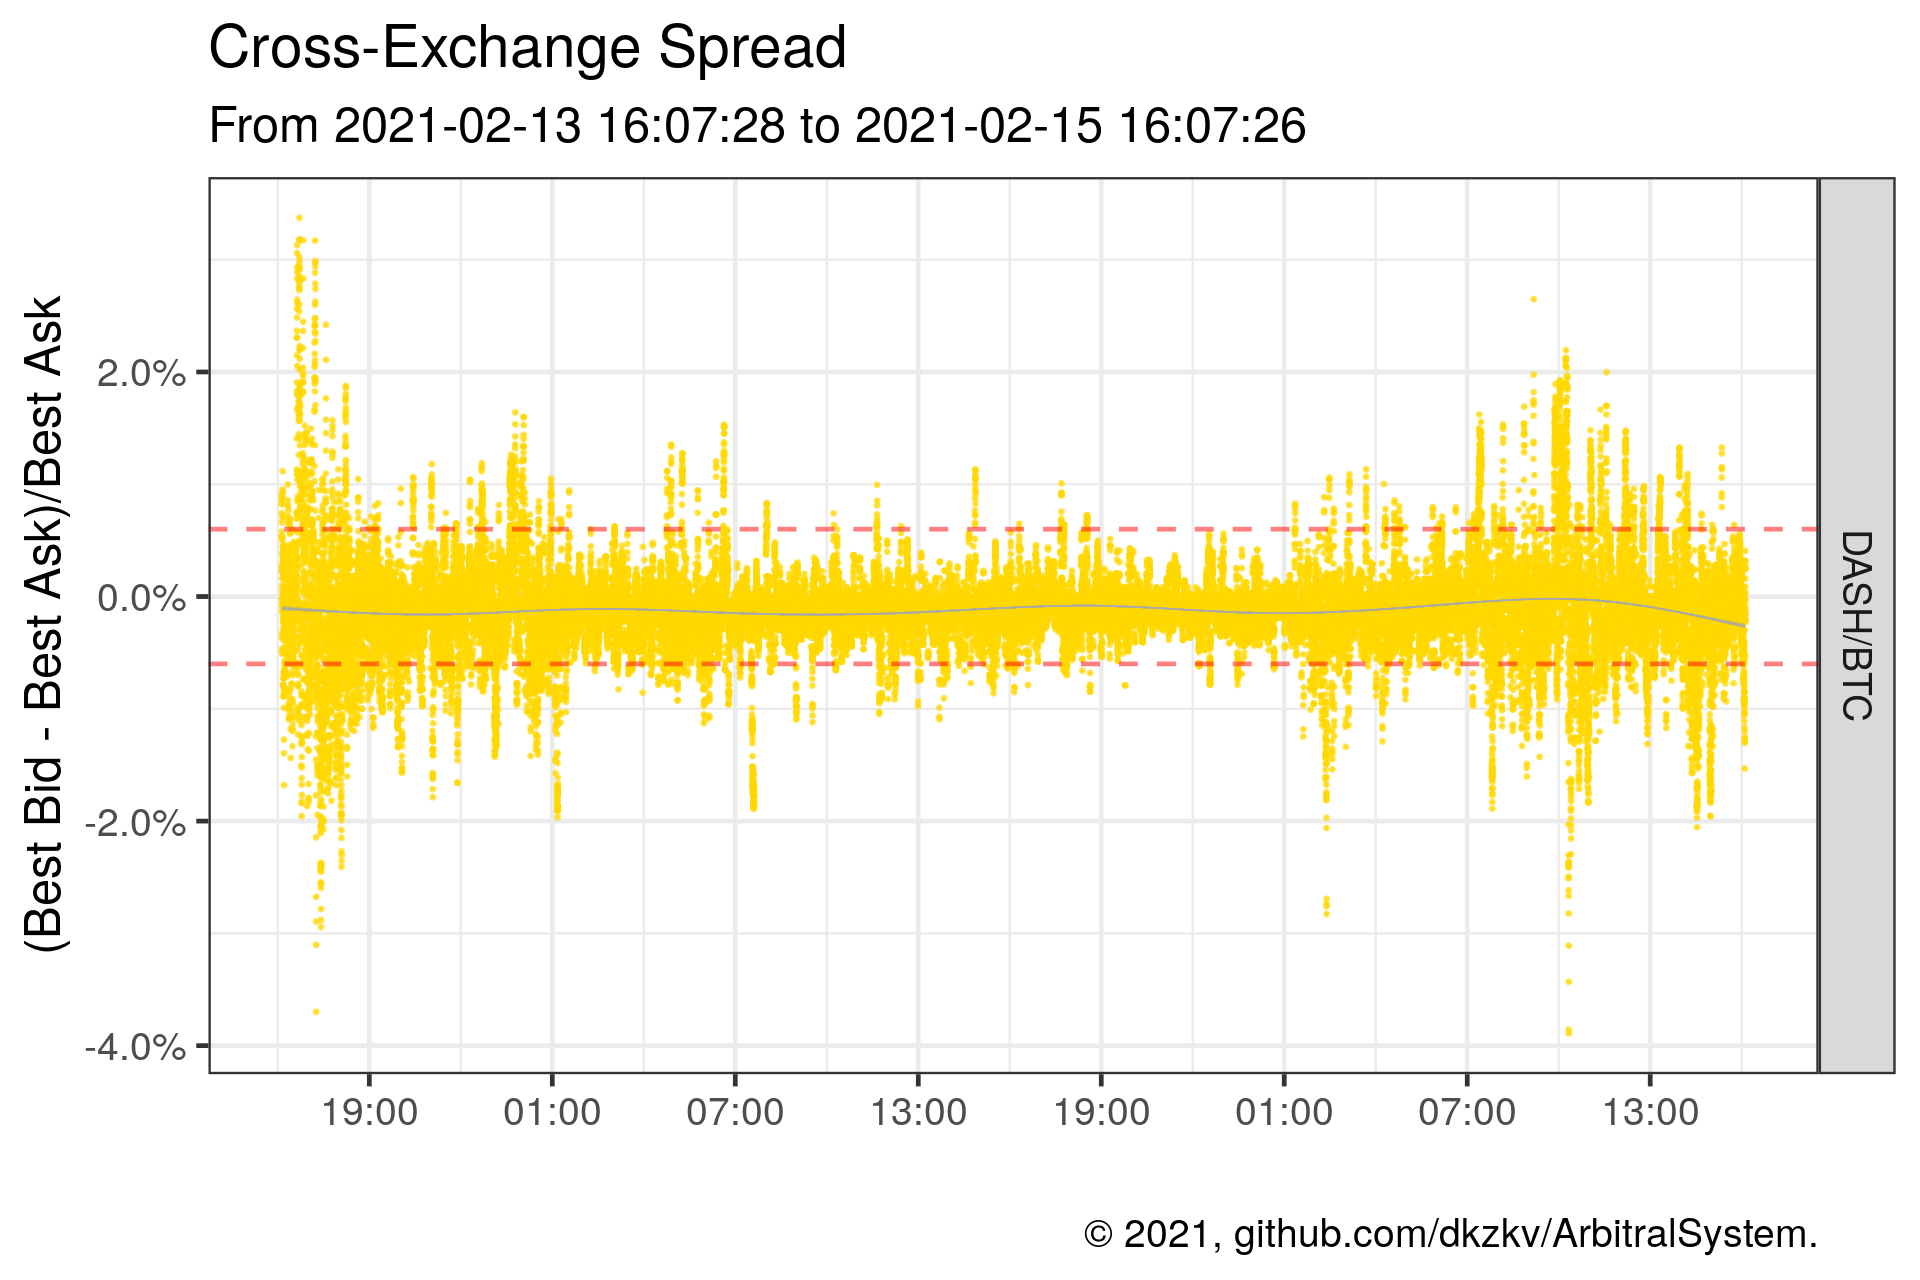 Cross-Exchange Spread
From 2021-02-13 16:07:28 to 2021-02-15 16:07:26
(Best Bid - Best Ask)/Best Ask
2.0%
0.0%
-2.0%
-4.0%
DASH/BTC
19:00 01:00 07:00 13:00 19:00 01:00 07:00 13:00
© 2021, github.com/dkzkv/ArbitralSystem.